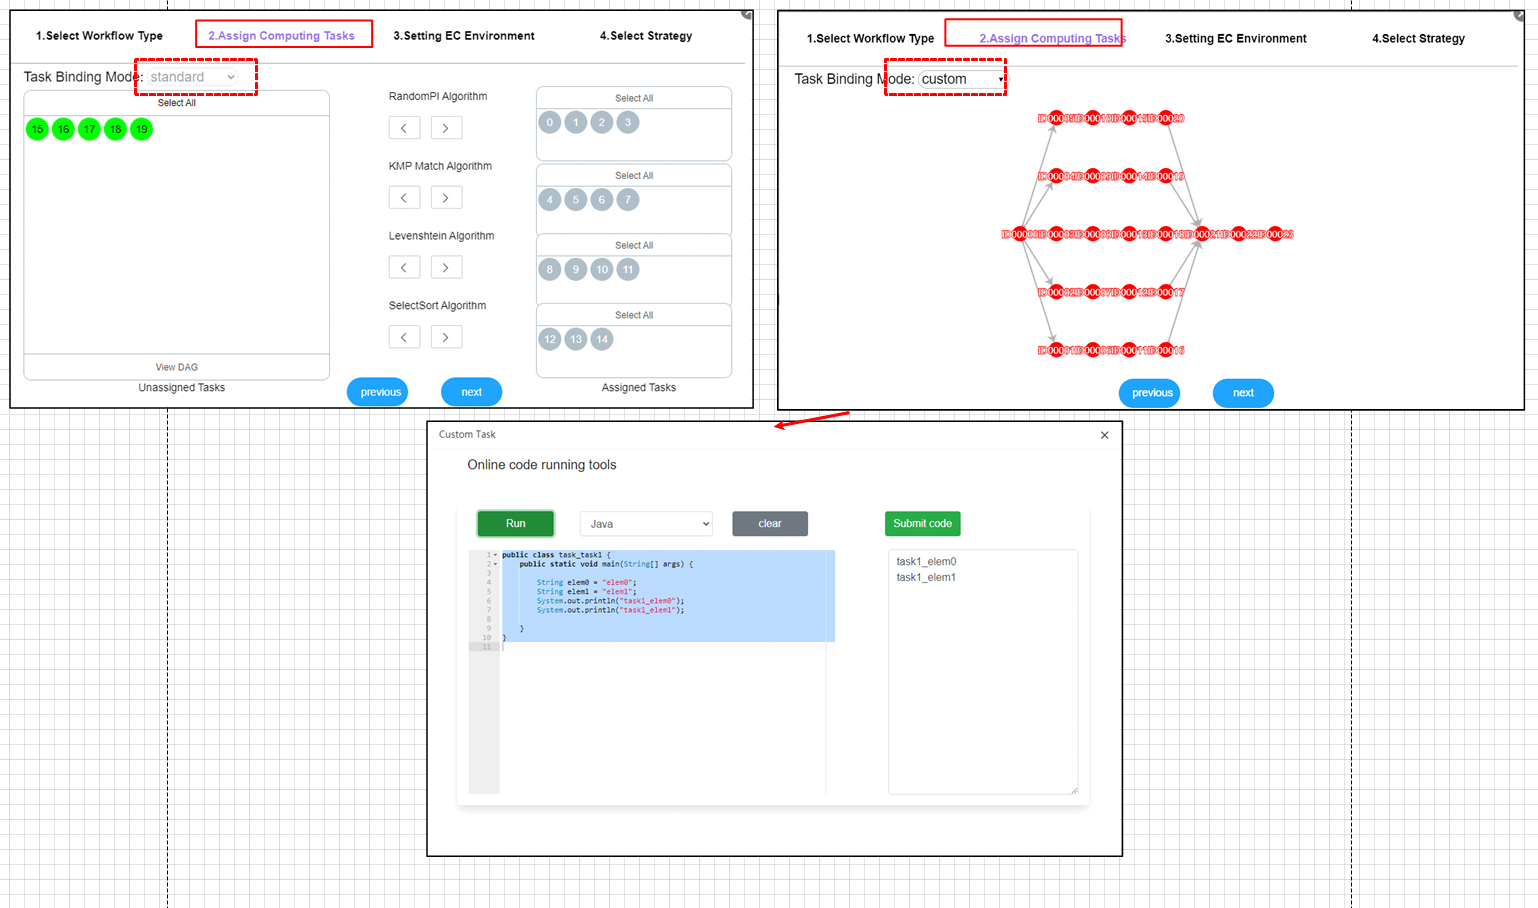 1.Select Workflow Type
2.Assign Computing Tasks
3.Setting EC Environment
4.Select Strategy
Task Binding Mode: standard
Select All
15 16 17 18 19
View DAG
Unassigned Tasks
RandomPI Algorithm
< >
KMP Match Algorithm
< >
Levenshtein Algorithm
< >
SelectSort Algorithm
< >
Select All
0 1 2 3
Select All
4 5 6 7
Select All
8 9 10 11
Select All
12 13 14
Assigned Tasks
previous
next
1.Select Workflow Type
2.Assign Computing Tasks
3.Setting EC Environment
4.Select Strategy
Task Binding Mode: custom
previous
next
Custom Task
Online code running tools
Run
Java
clear
Submit code
1 public class task_task1 {
2 public static void main(String[] args) {
3
4 String elem0 = "elem0";
5 String elem1 = "elem1";
6 System.out.println("task1_elem0");
7 System.out.println("task1_elem1");
8
9 }
10 }
11
task1_elem0
task1_elem1